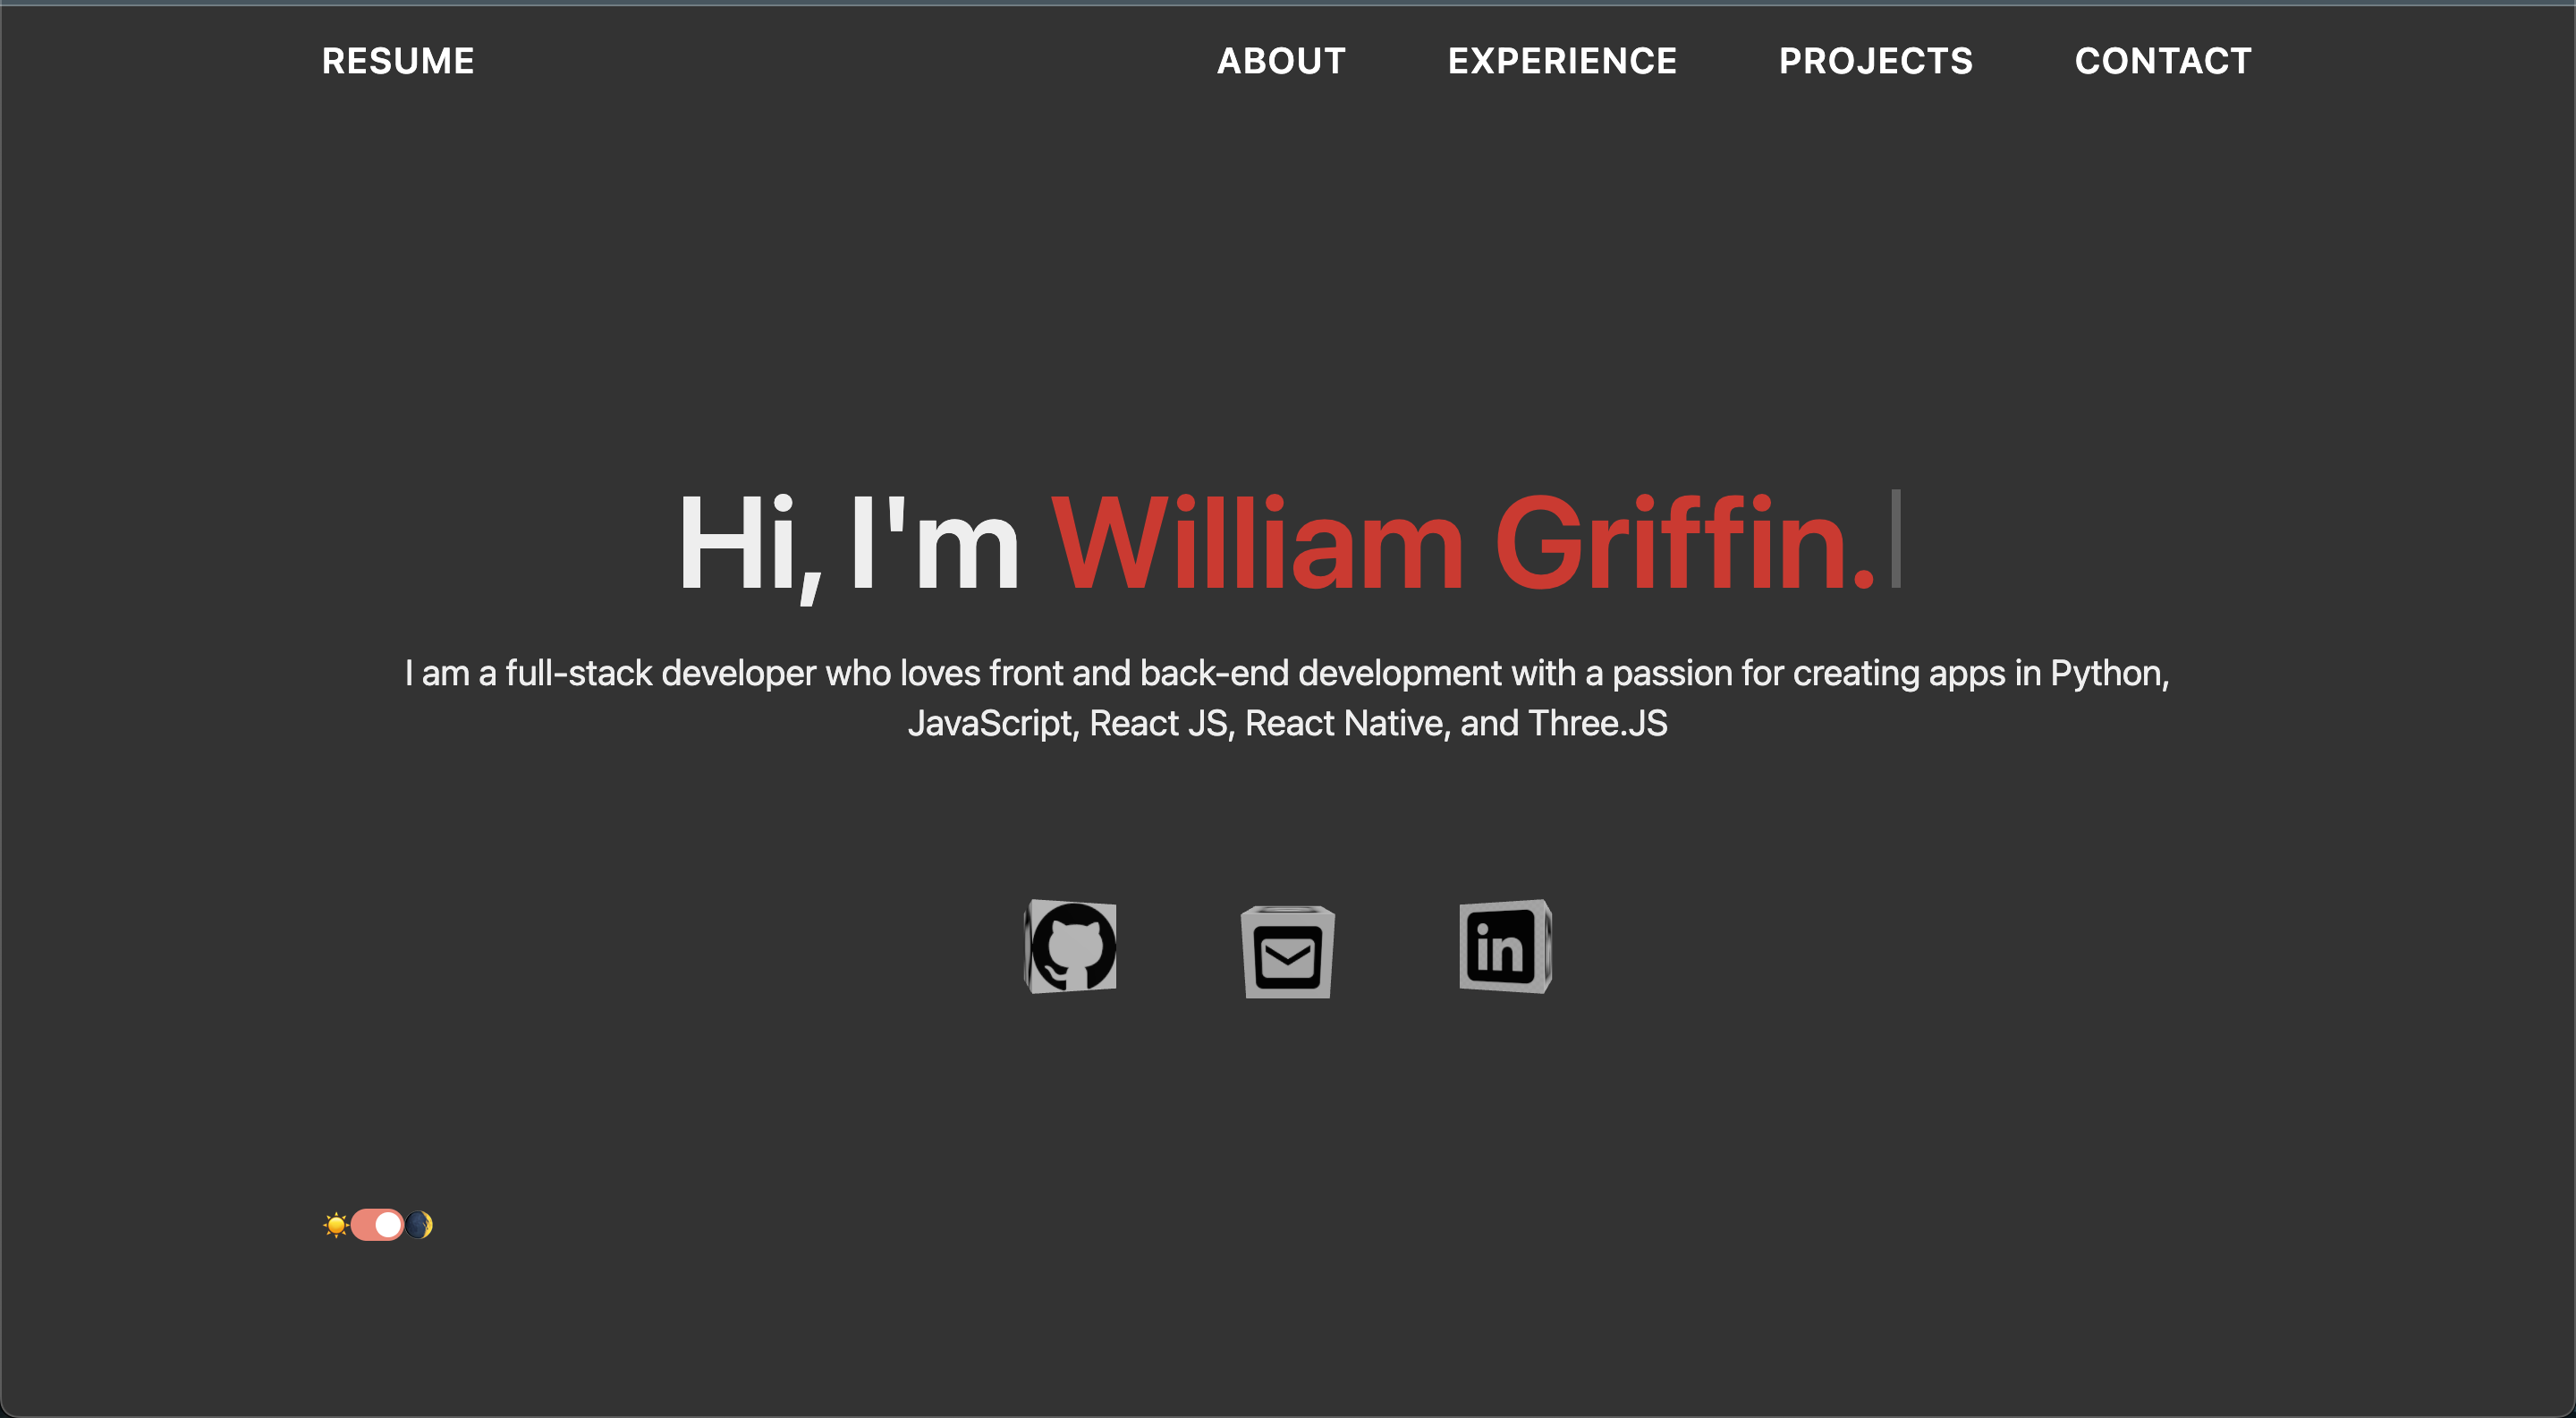 RESUME ABOUT EXPERIENCE PROJECTS CONTACT
Hi, I'm William Griffin.
I am a full-stack developer who loves front and back-end development with a passion for creating apps in Python,
JavaScript, React JS, React Native, and Three.JS
in